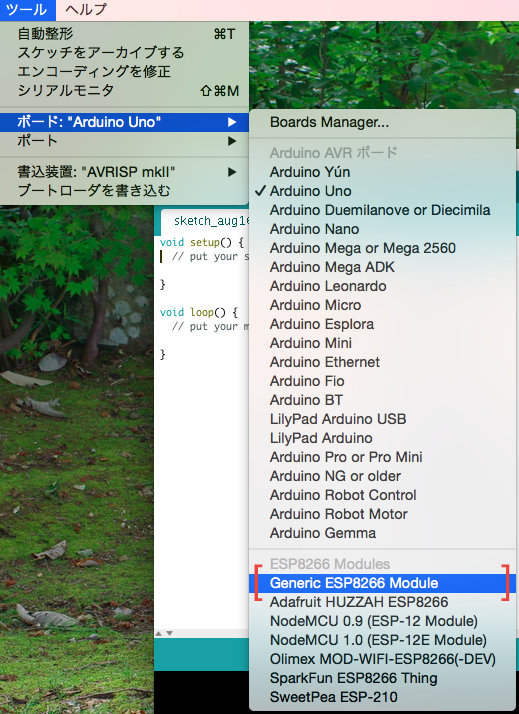 ツール ヘルプ
自動整形 ⌘T
スケッチをアーカイブする
エンコーディングを修正
シリアルモニタ ⇧⌘M
ボード: "Arduino Uno" ▶
ポート ▶
書込装置: "AVRISP mkII" ▶
ブートローダを書き込む
Boards Manager...
Arduino AVR ボード
Arduino Yún
✓ Arduino Uno
Arduino Duemilanove or Diecimila
Arduino Nano
Arduino Mega or Mega 2560
Arduino Mega ADK
Arduino Leonardo
Arduino Micro
Arduino Esplora
Arduino Mini
Arduino Ethernet
Arduino Fio
Arduino BT
LilyPad Arduino USB
LilyPad Arduino
Arduino Pro or Pro Mini
Arduino NG or older
Arduino Robot Control
Arduino Robot Motor
Arduino Gemma
ESP8266 Modules
Generic ESP8266 Module
Adafruit HUZZAH ESP8266
NodeMCU 0.9 (ESP-12 Module)
NodeMCU 1.0 (ESP-12E Module)
Olimex MOD-WIFI-ESP8266(-DEV)
SparkFun ESP8266 Thing
SweetPea ESP-210
sketch_aug16
void setup() {
// put your s
}
void loop() {
// put your m
}